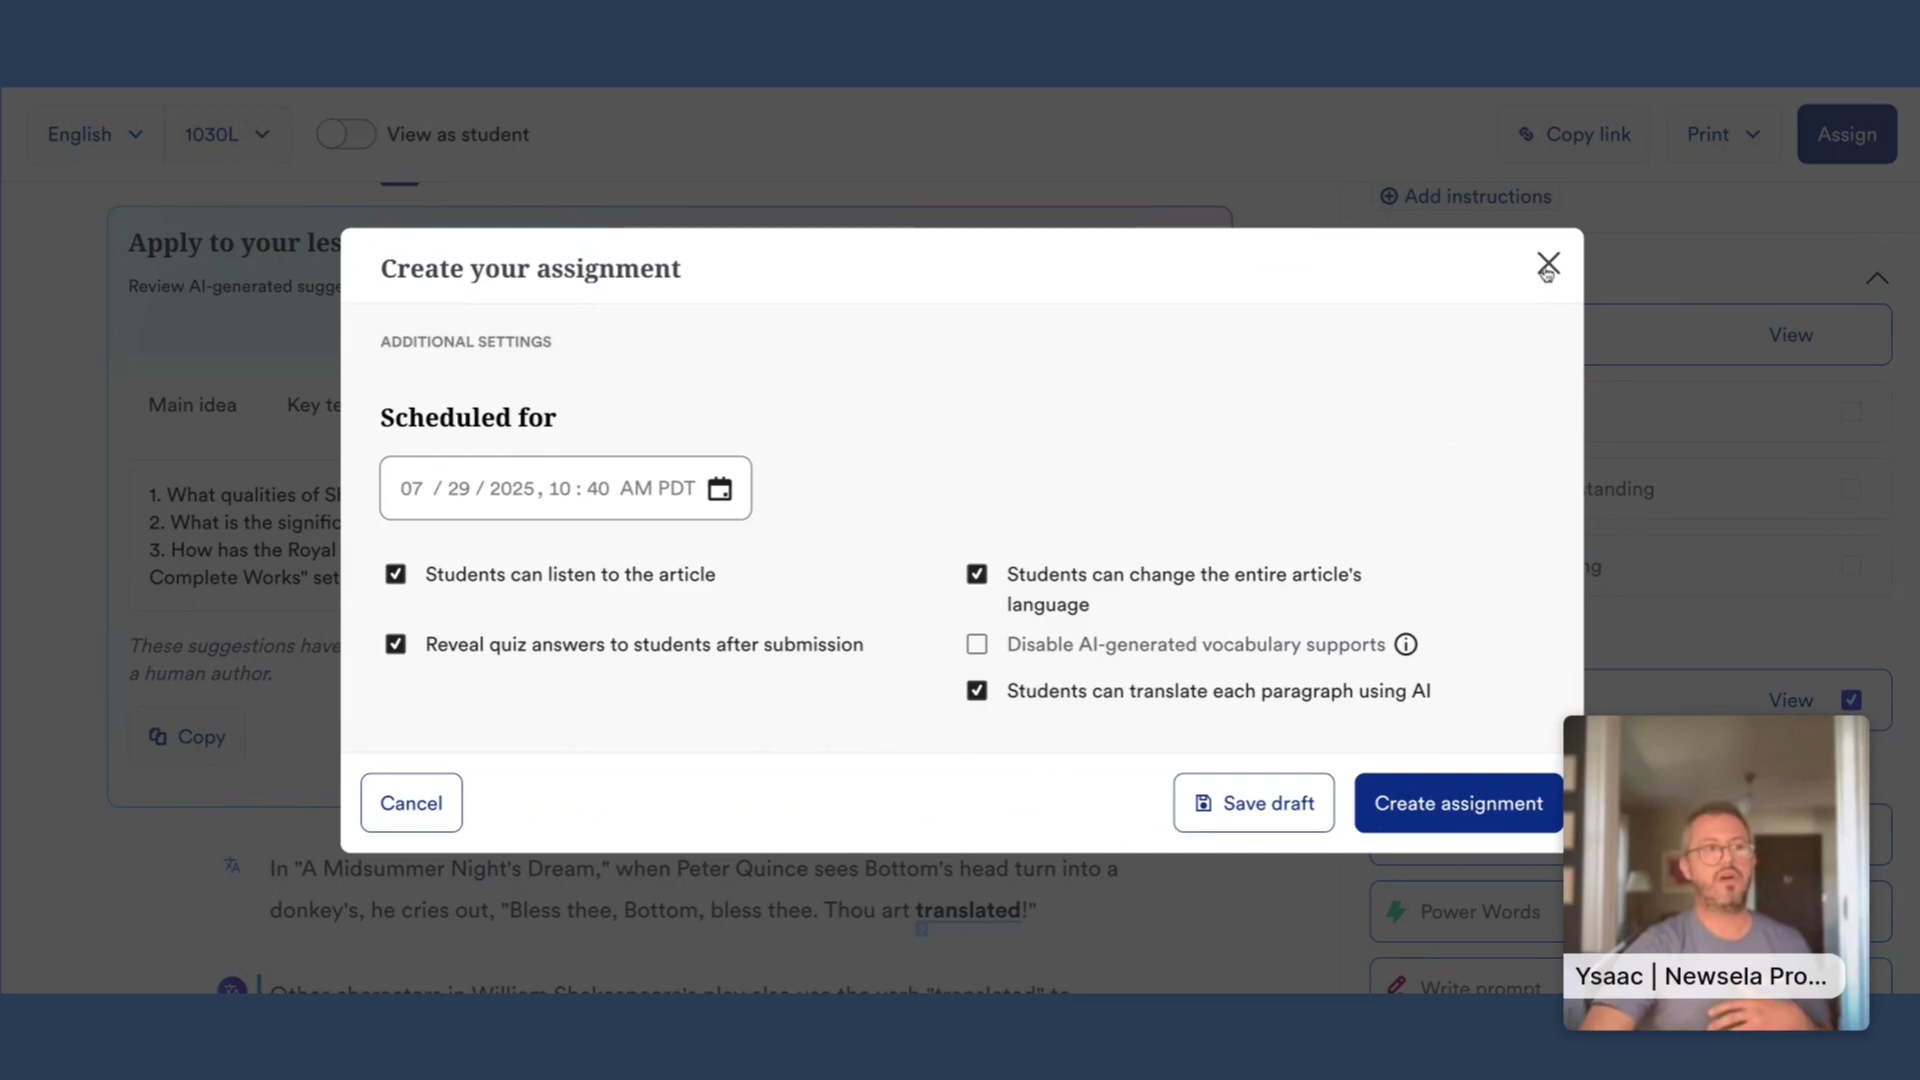 English
1030L
View as student
Copy link
Print
Assign
Add instructions
Apply to your les
Review AI-generated sugge
Create your assignment
ADDITIONAL SETTINGS
View
Main idea
Key te
Scheduled for
07 / 29 / 2025, 10 : 40 AM PDT
1. What qualities of Sh
2. What is the signific
3. How has the Royal
Complete Works" set
standing
ng
Students can listen to the article
Students can change the entire article's
language
Reveal quiz answers to students after submission
Disable AI-generated vocabulary supports
Students can translate each paragraph using AI
These suggestions have
a human author.
View
Copy
Cancel
Save draft
Create assignment
In "A Midsummer Night's Dream," when Peter Quince sees Bottom's head turn into a
donkey's, he cries out, "Bless thee, Bottom, bless thee. Thou art translated!"
Power Words
Other characters in William Shakespeare's play also use the verb "translated" to
Write prompt
Ysaac | Newsela Pro...